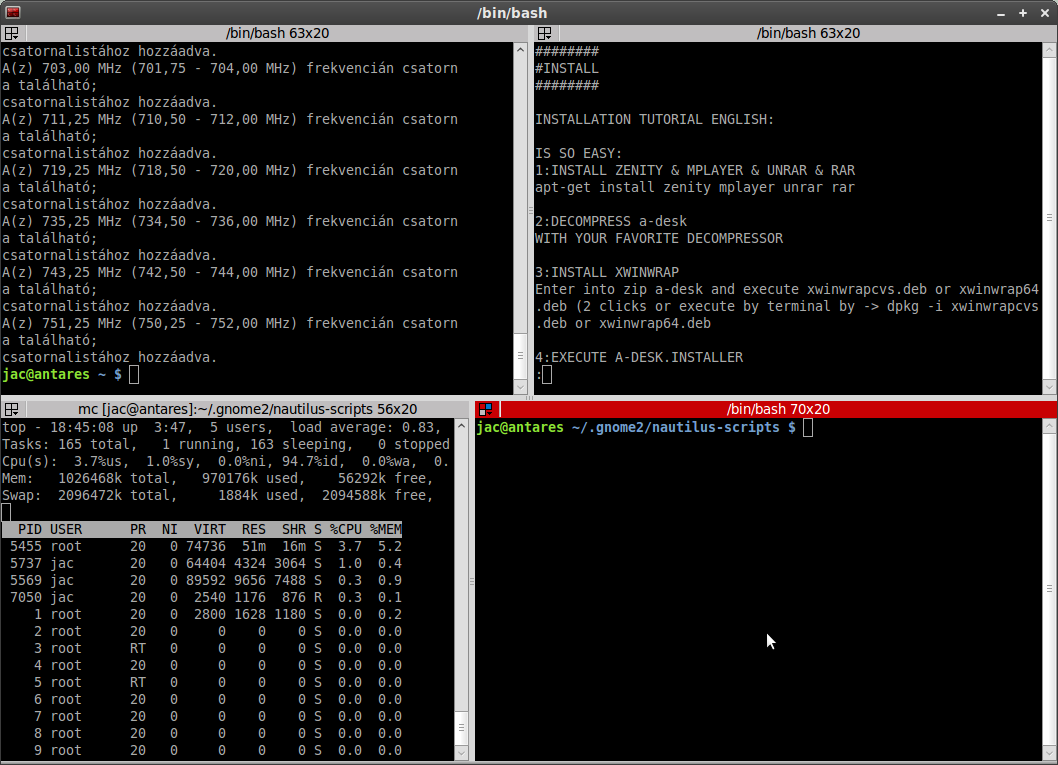 /bin/bash
/bin/bash 63x20
csatornalistához hozzáadva.
A(z) 703,00 MHz (701,75 - 704,00 MHz) frekvencián csatorn
a található;
csatornalistához hozzáadva.
A(z) 711,25 MHz (710,50 - 712,00 MHz) frekvencián csatorn
a található;
csatornalistához hozzáadva.
A(z) 719,25 MHz (718,50 - 720,00 MHz) frekvencián csatorn
a található;
csatornalistához hozzáadva.
A(z) 735,25 MHz (734,50 - 736,00 MHz) frekvencián csatorn
a található;
csatornalistához hozzáadva.
A(z) 743,25 MHz (742,50 - 744,00 MHz) frekvencián csatorn
a található;
csatornalistához hozzáadva.
A(z) 751,25 MHz (750,25 - 752,00 MHz) frekvencián csatorn
a található;
csatornalistához hozzáadva.
jac@antares ~ $
/bin/bash 63x20
########
#INSTALL
########
INSTALLATION TUTORIAL ENGLISH:
IS SO EASY:
1:INSTALL ZENITY & MPLAYER & UNRAR & RAR
apt-get install zenity mplayer unrar rar
2:DECOMPRESS a-desk
WITH YOUR FAVORITE DECOMPRESSOR
3:INSTALL XWINWRAP
Enter into zip a-desk and execute xwinwrapcvs.deb or xwinwrap64
.deb (2 clicks or execute by terminal by -> dpkg -i xwinwrapcvs
.deb or xwinwrap64.deb
4:EXECUTE A-DESK.INSTALLER
:
mc [jac@antares]:~/.gnome2/nautilus-scripts 56x20
top - 18:45:08 up  3:47,  5 users,  load average: 0.83,
Tasks: 165 total,   1 running, 163 sleeping,   0 stopped
Cpu(s):  3.7%us,  1.0%sy,  0.0%ni, 94.7%id,  0.0%wa,  0.
Mem:   1026468k total,   970176k used,    56292k free,
Swap:  2096472k total,     1884k used,  2094588k free,
PID USER      PR  NI  VIRT  RES  SHR S %CPU %MEM
5455 root      20   0 74736  51m  16m S  3.7  5.2
5737 jac       20   0 64404 4324 3064 S  1.0  0.4
5569 jac       20   0 89592 9656 7488 S  0.3  0.9
7050 jac       20   0  2540 1176  876 R  0.3  0.1
1 root      20   0  2800 1628 1180 S  0.0  0.2
2 root      20   0     0    0    0 S  0.0  0.0
3 root      RT   0     0    0    0 S  0.0  0.0
4 root      20   0     0    0    0 S  0.0  0.0
5 root      RT   0     0    0    0 S  0.0  0.0
6 root      20   0     0    0    0 S  0.0  0.0
7 root      20   0     0    0    0 S  0.0  0.0
8 root      20   0     0    0    0 S  0.0  0.0
9 root      20   0     0    0    0 S  0.0  0.0
/bin/bash 70x20
jac@antares ~/.gnome2/nautilus-scripts $